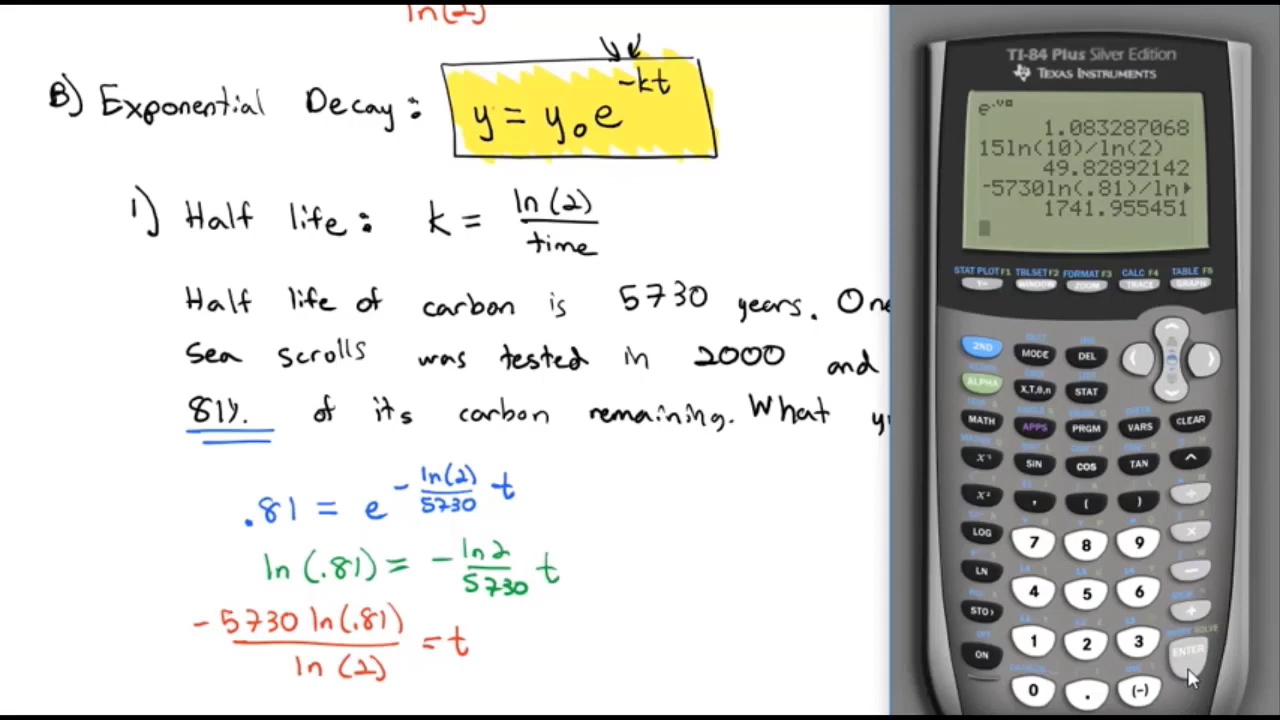 ln(2)
B) Exponential Decay: y = y₀e^-kt
1) Half life: k = ln(2)/time
Half life of carbon is 5730 years. One
Sea scrolls was tested in 2000 and
81% of its carbon remaining. What y
.81 = e^-ln(2)/5730 t
ln(.81) = -ln2/5730 t
-5730 ln(.81)/ln(2) = t
TI-84 Plus Silver Edition
TEXAS INSTRUMENTS
1.083287068
15ln(10)/ln(2)
49.82892142
-5730ln(.81)/ln
1741.955451
STAT PLOT F1 TBLSET F2 FORMAT F3 CALC F4 TABLE F5
Y= WINDOW ZOOM TRACE GRAPH
2ND MODE DEL
ALPHA X,T,θ,n STAT
MATH APPS PRGM VARS CLEAR
SIN COS TAN ^
X² , ( ) ÷
LOG 7 8 9 ×
LN 4 5 6 −
STO 1 2 3 +
ON 0 . (-) ENTER